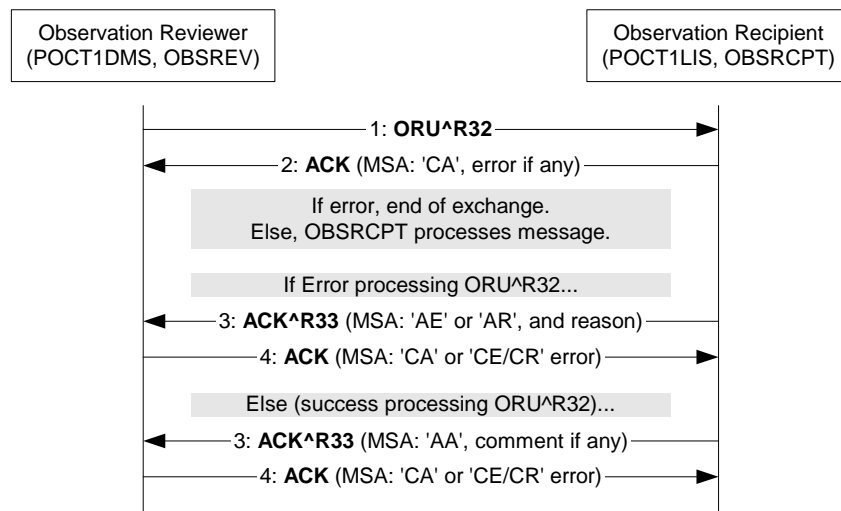 Observation Reviewer
(POCT1DMS, OBSREV)
Observation Recipient
(POCT1LIS, OBSRCPT)
1: ORU^R32
2: ACK (MSA: 'CA', error if any)
If error, end of exchange.
Else, OBSRCPT processes message.
If Error processing ORU^R32...
3: ACK^R33 (MSA: 'AE' or 'AR', and reason)
4: ACK (MSA: 'CA' or 'CE/CR' error)
Else (success processing ORU^R32)...
3: ACK^R33 (MSA: 'AA', comment if any)
4: ACK (MSA: 'CA' or 'CE/CR' error)